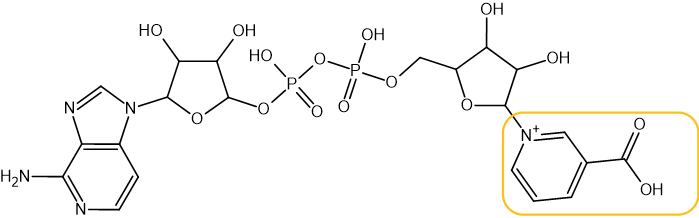 HO OH OH
HO OH
HO O P OH
P O
O O O
N N O O O
N+ O
H₂N OH
N